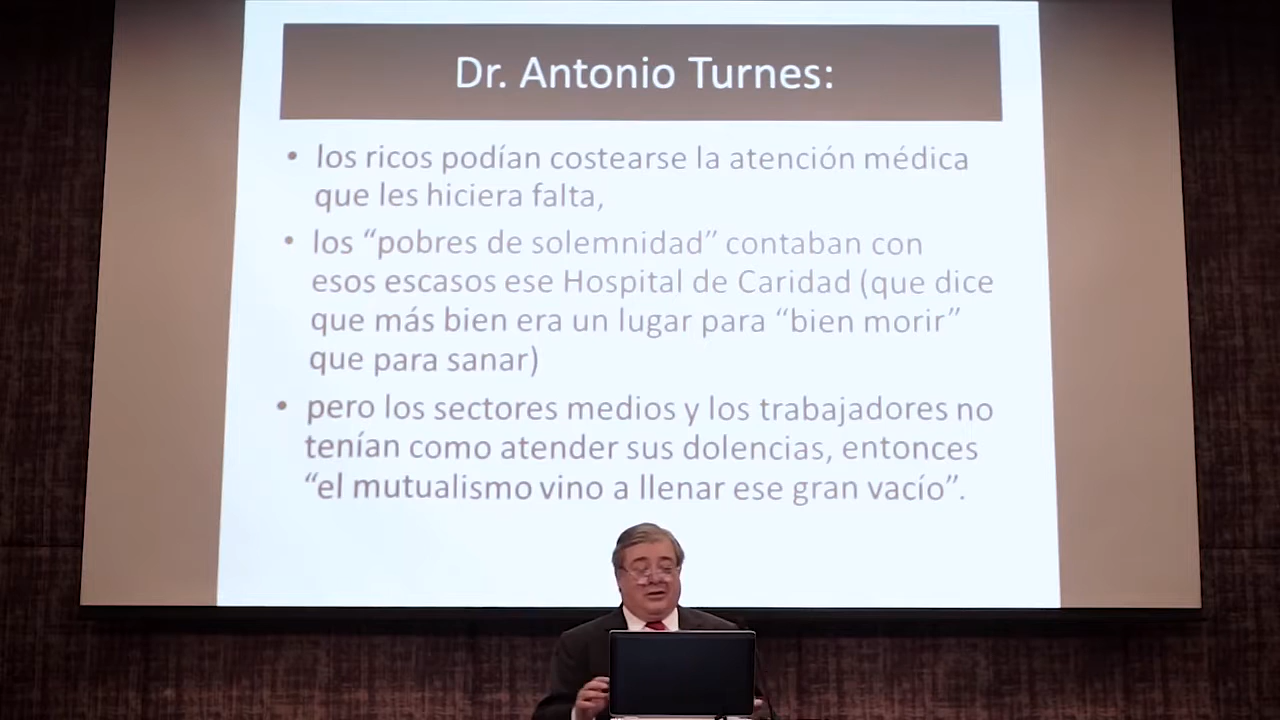 Dr. Antonio Turnes:
• los ricos podían costearse la atención médica
que les hiciera falta,
• los “pobres de solemnidad” contaban con
esos escasos ese Hospital de Caridad (que dice
que más bien era un lugar para “bien morir”
que para sanar)
• pero los sectores medios y los trabajadores no
tenían como atender sus dolencias, entonces
“el mutualismo vino a llenar ese gran vacío”.